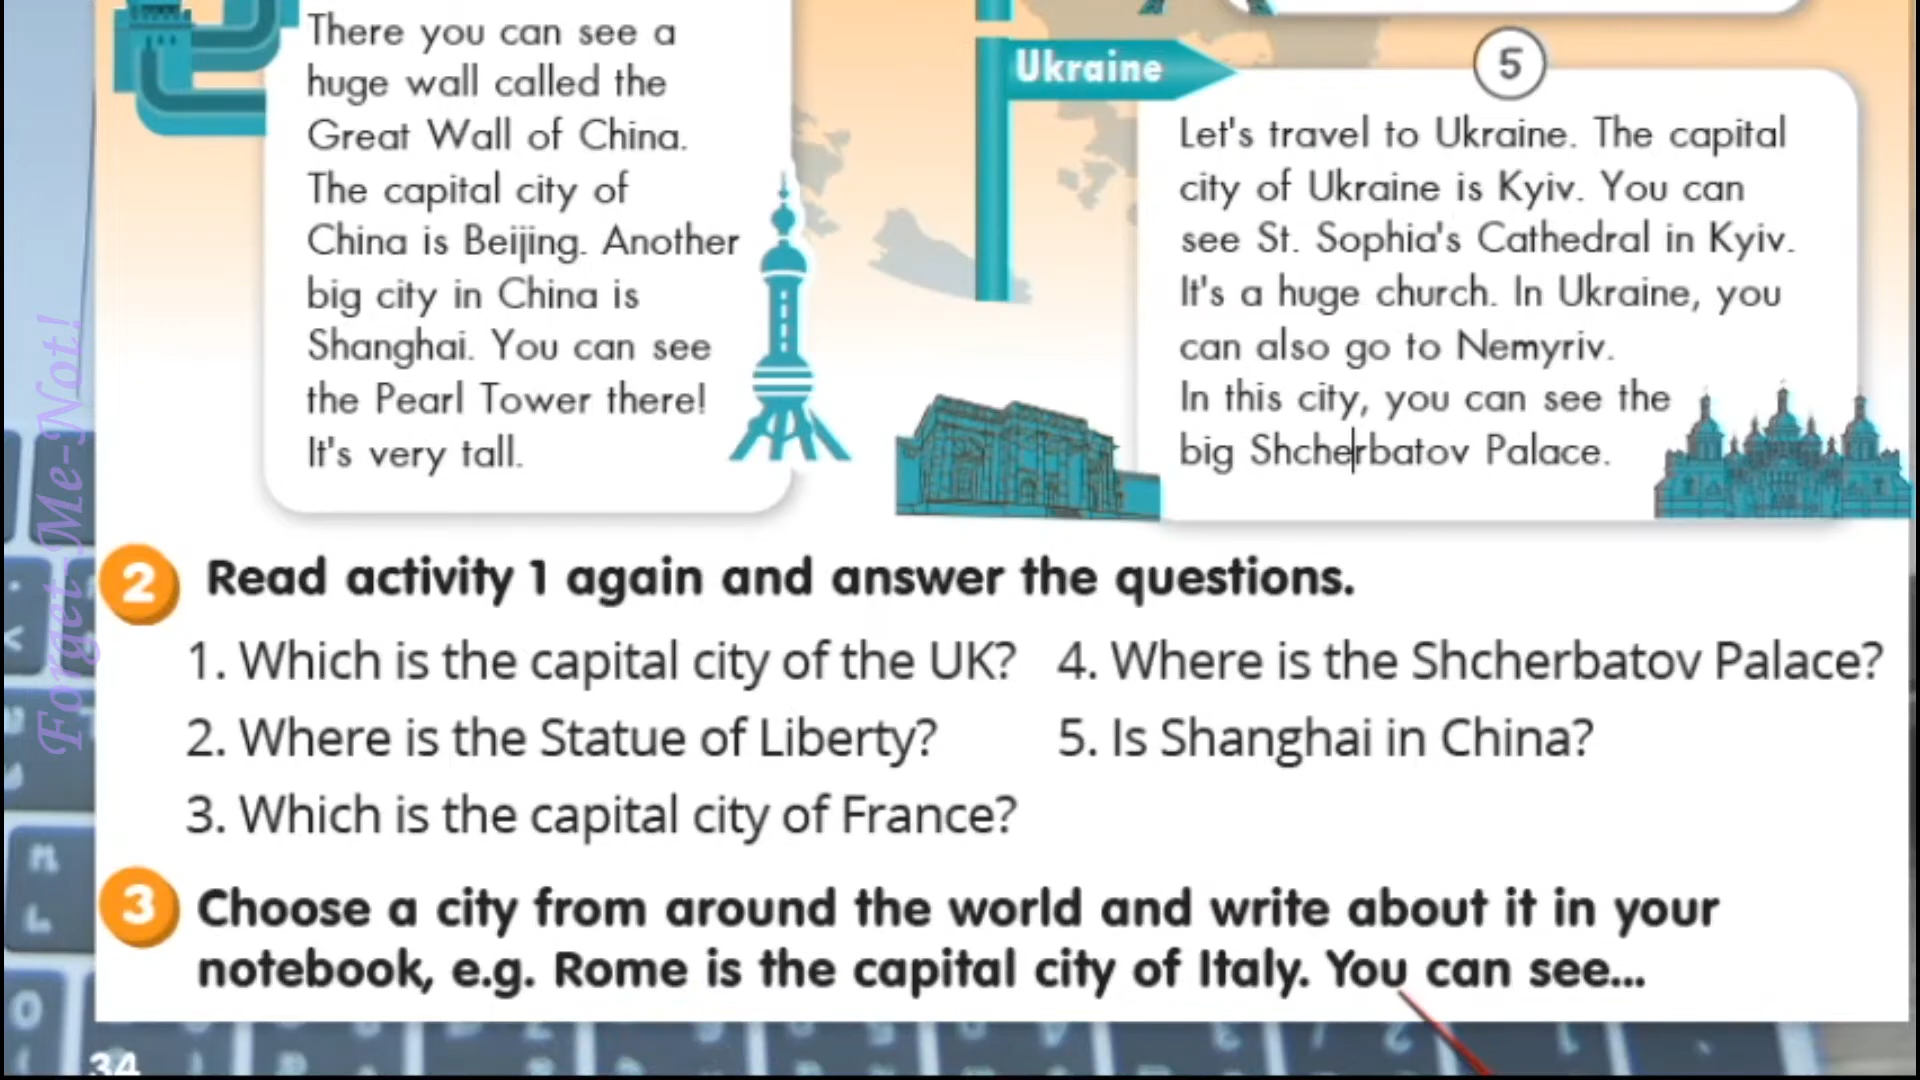 There you can see a
huge wall called the
Great Wall of China.
The capital city of
China is Beijing. Another
big city in China is
Shanghai. You can see
the Pearl Tower there!
It's very tall.
Ukraine
5
Let's travel to Ukraine. The capital
city of Ukraine is Kyiv. You can
see St. Sophia's Cathedral in Kyiv.
It's a huge church. In Ukraine, you
can also go to Nemyriv.
In this city, you can see the
big Shcherbatov Palace.
2 Read activity 1 again and answer the questions.
1. Which is the capital city of the UK?
2. Where is the Statue of Liberty?
3. Which is the capital city of France?
4. Where is the Shcherbatov Palace?
5. Is Shanghai in China?
3 Choose a city from around the world and write about it in your
notebook, e.g. Rome is the capital city of Italy. You can see...
34
Forget-Me-Not!